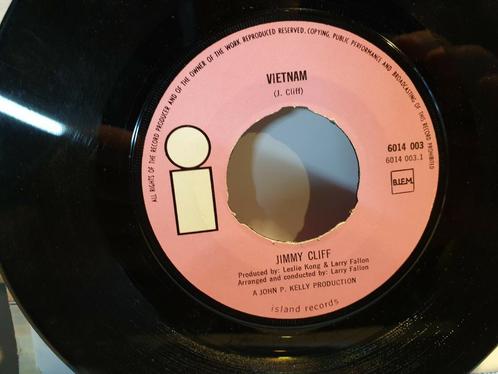 ALL RIGHTS OF THE RECORD PRODUCER AND OF THE OWNER OF THE WORK REPRODUCED RESERVED. COPYING, PUBLIC PERFORMANCE AND BROADCASTING OF THIS RECORD PROHIBITED
VIETNAM
(J. Cliff)
6014 003
6014 003.1
B.I.E.M.
i
JIMMY CLIFF
Produced by: Leslie Kong & Larry Fallon
Arranged and conducted by: Larry Fallon
A JOHN P. KELLY PRODUCTION
island records